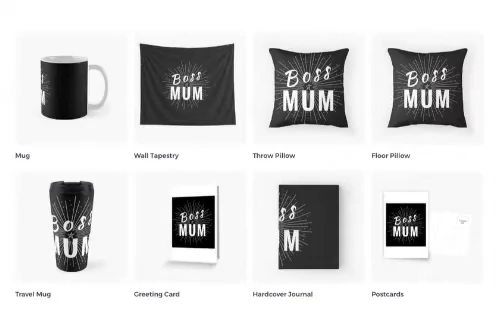 Boss
MUM
Boss
MUM
Boss
MUM
Mug
Wall Tapestry
Throw Pillow
Floor Pillow
Boss
MUM
Boss
MUM
Boss
MUM
Travel Mug
Greeting Card
Hardcover Journal
Postcards